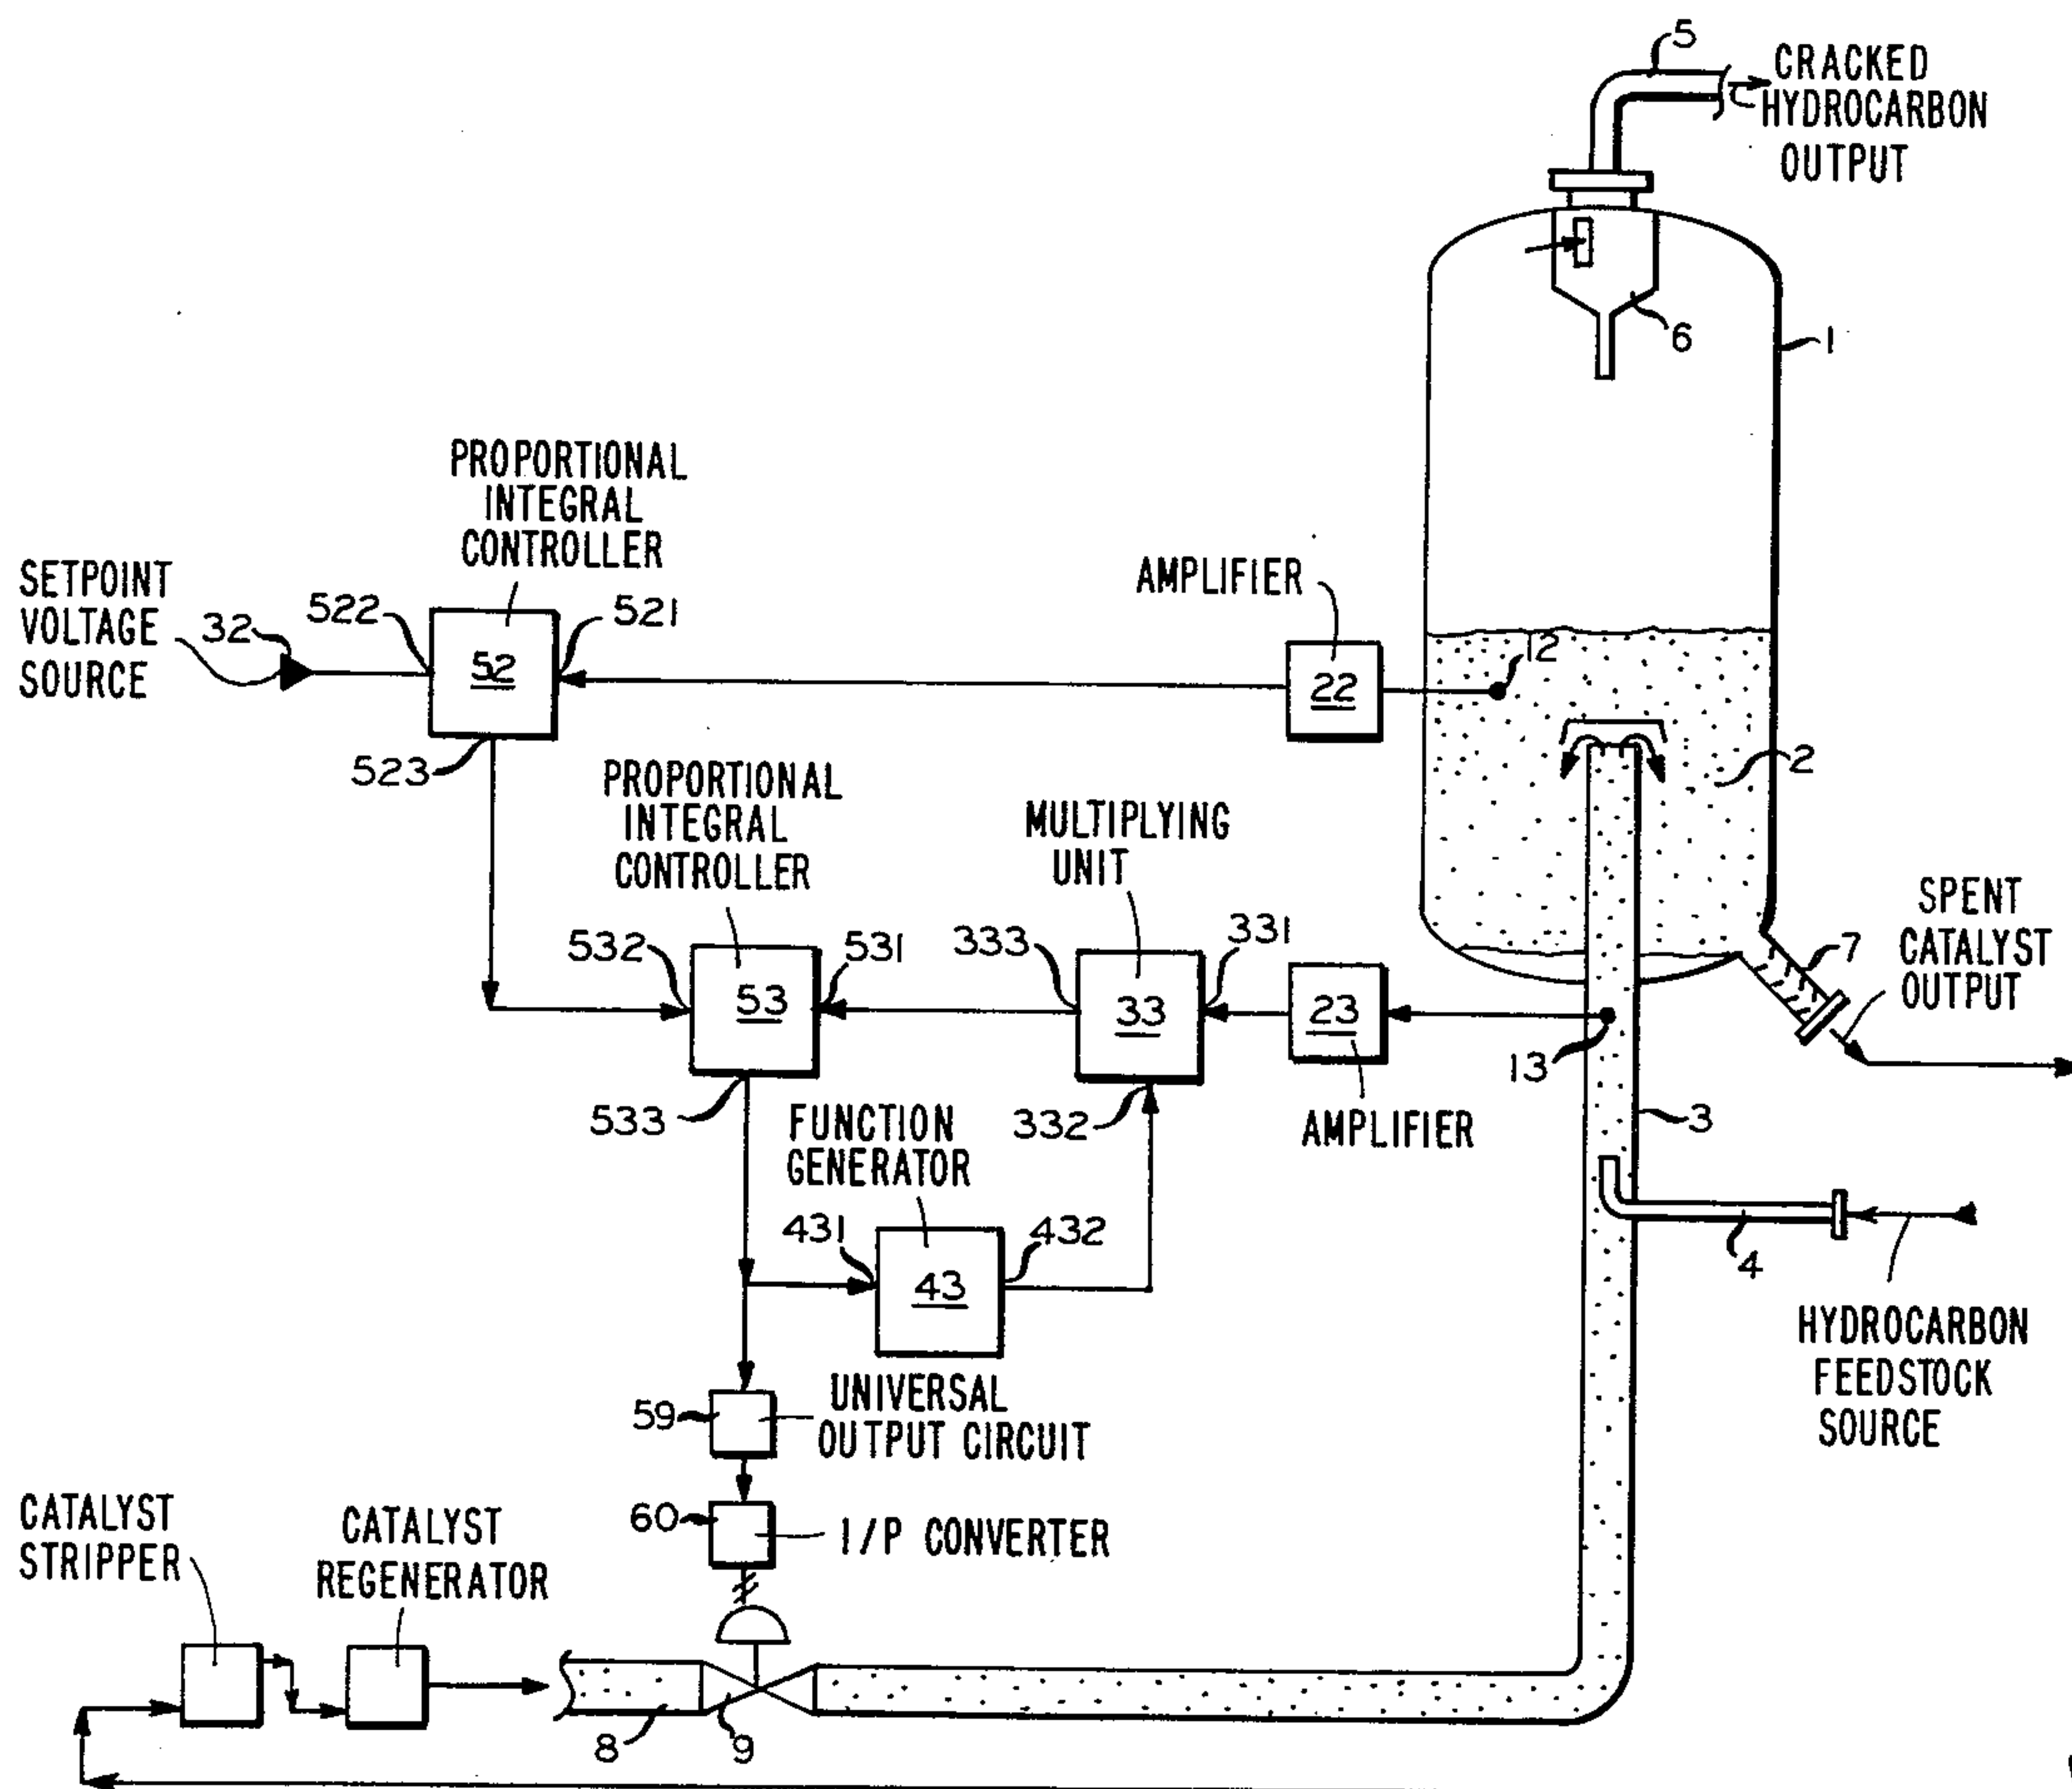 5
CRACKED
HYDROCARBON
OUTPUT
6
1
PROPORTIONAL
INTEGRAL
CONTROLLER
SETPOINT
VOLTAGE
SOURCE
32
522
52
521
523
AMPLIFIER
22
12
2
PROPORTIONAL
INTEGRAL
CONTROLLER
MULTIPLYING
UNIT
532
53
531
533
333
33
331
332
23
AMPLIFIER
13
SPENT
CATALYST
OUTPUT
7
3
FUNCTION
GENERATOR
431
43
432
4
HYDROCARBON
FEEDSTOCK
SOURCE
59
UNIVERSAL
OUTPUT CIRCUIT
60
I/P CONVERTER
CATALYST
STRIPPER
CATALYST
REGENERATOR
8
9